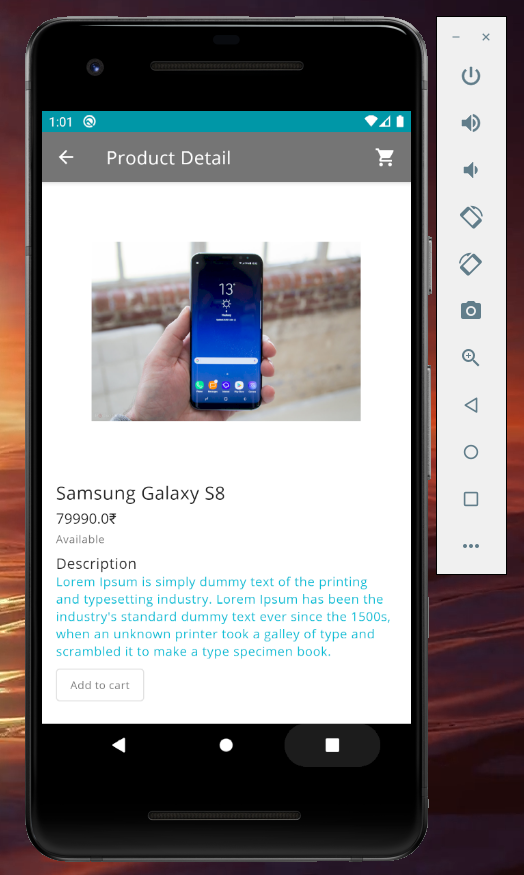 1:01
Product Detail
13°
Samsung Galaxy S8
79990.0₹
Available
Description
Lorem Ipsum is simply dummy text of the printing
and typesetting industry. Lorem Ipsum has been the
industry's standard dummy text ever since the 1500s,
when an unknown printer took a galley of type and
scrambled it to make a type specimen book.
Add to cart